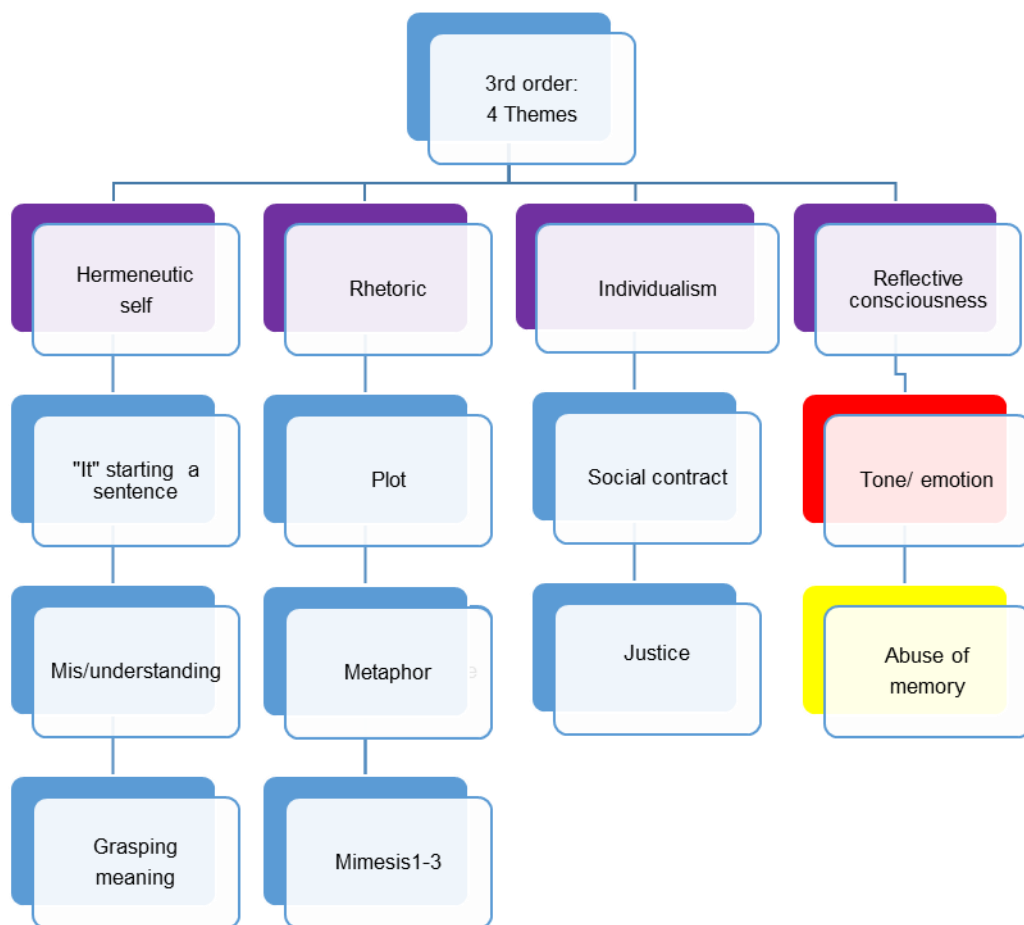 3rd order:
4 Themes
Hermeneutic
self
Rhetoric
Individualism
Reflective
consciousness
"It" starting a
sentence
Plot
Social contract
Tone/ emotion
Mis/understanding
Metaphor
Justice
Abuse of
memory
Grasping
meaning
Mimesis1-3